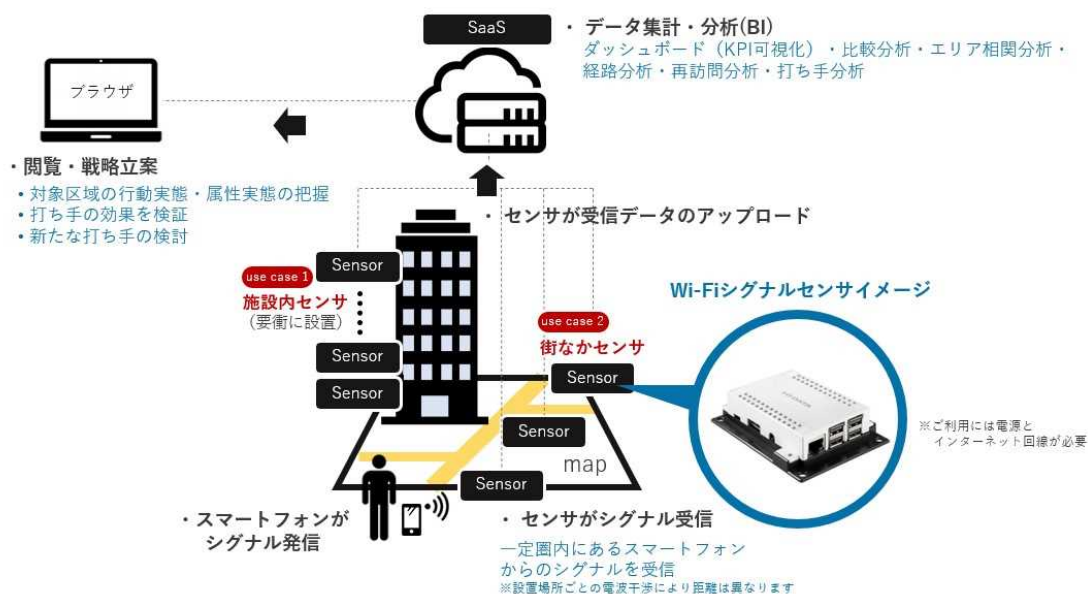 SaaS
・ データ集計・分析(BI)
ダッシュボード（KPI可視化）・比較分析・エリア相関分析・
経路分析・再訪問分析・打ち手分析
ブラウザ
・閲覧・戦略立案
• 対象区域の行動実態・属性実態の把握
• 打ち手の効果を検証
• 新たな打ち手の検討
・ センサが受信データのアップロード
use case 1
Sensor
施設内センサ
（要衝に設置）
Sensor
Sensor
use case 2
街なかセンサ
Sensor
Sensor
map
Sensor
Wi-Fiシグナルセンサイメージ
※ご利用には電源と
インターネット回線が必要
・スマートフォンが
シグナル発信
・ センサがシグナル受信
一定圏内にあるスマートフォン
からのシグナルを受信
※設置場所ごとの電波干渉により距離は異なります